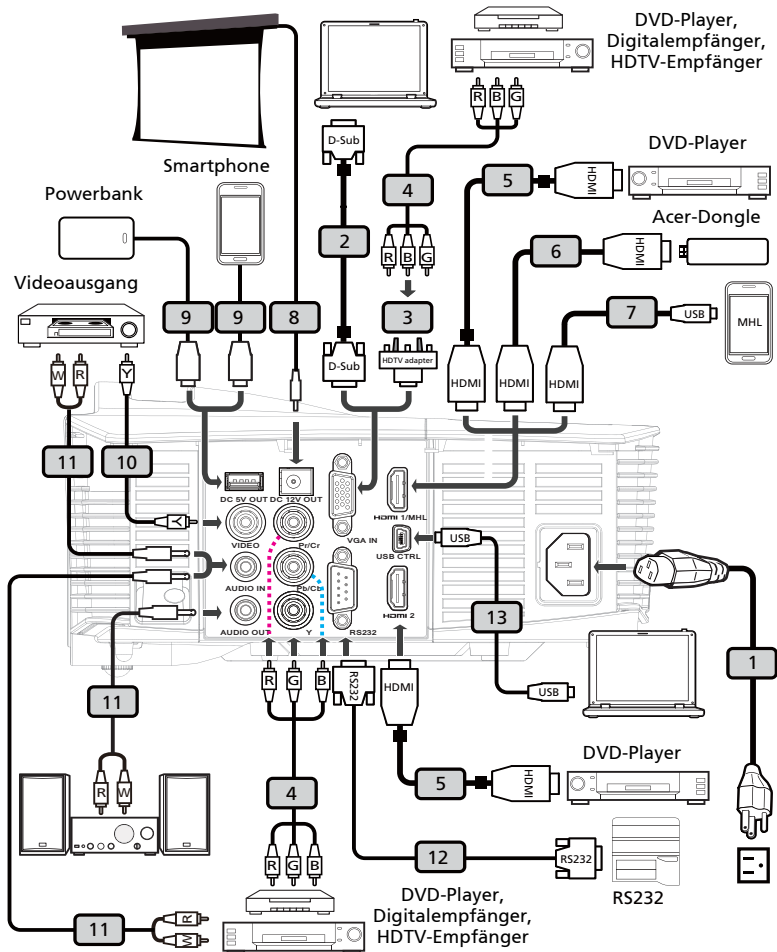 DVD-Player,
Digitalempfänger,
HDTV-Empfänger
R B G
D-Sub
DVD-Player
HDMI
5
Smartphone
4
Powerbank
Acer-Dongle
2
R B G
HDMI
6
Videoausgang
9
9
8
3
7
USB
MHL
D-Sub
HDTV adapter
HDMI
HDMI
HDMI
W R
Y
11
10
DC 5V OUT
DC 12V OUT
HDMI 1/MHL
Y
VIDEO
Pr/Cr
VGA IN
USB CTRL
USB
AUDIO IN
Pb/Cb
HDMI 2
13
AUDIO OUT
Y
RS232
R G B
RS232
HDMI
USB
1
11
DVD-Player
R W
4
5
HDMI
R G B
12
RS232
RS232
11
R
W
DVD-Player,
Digitalempfänger,
HDTV-Empfänger